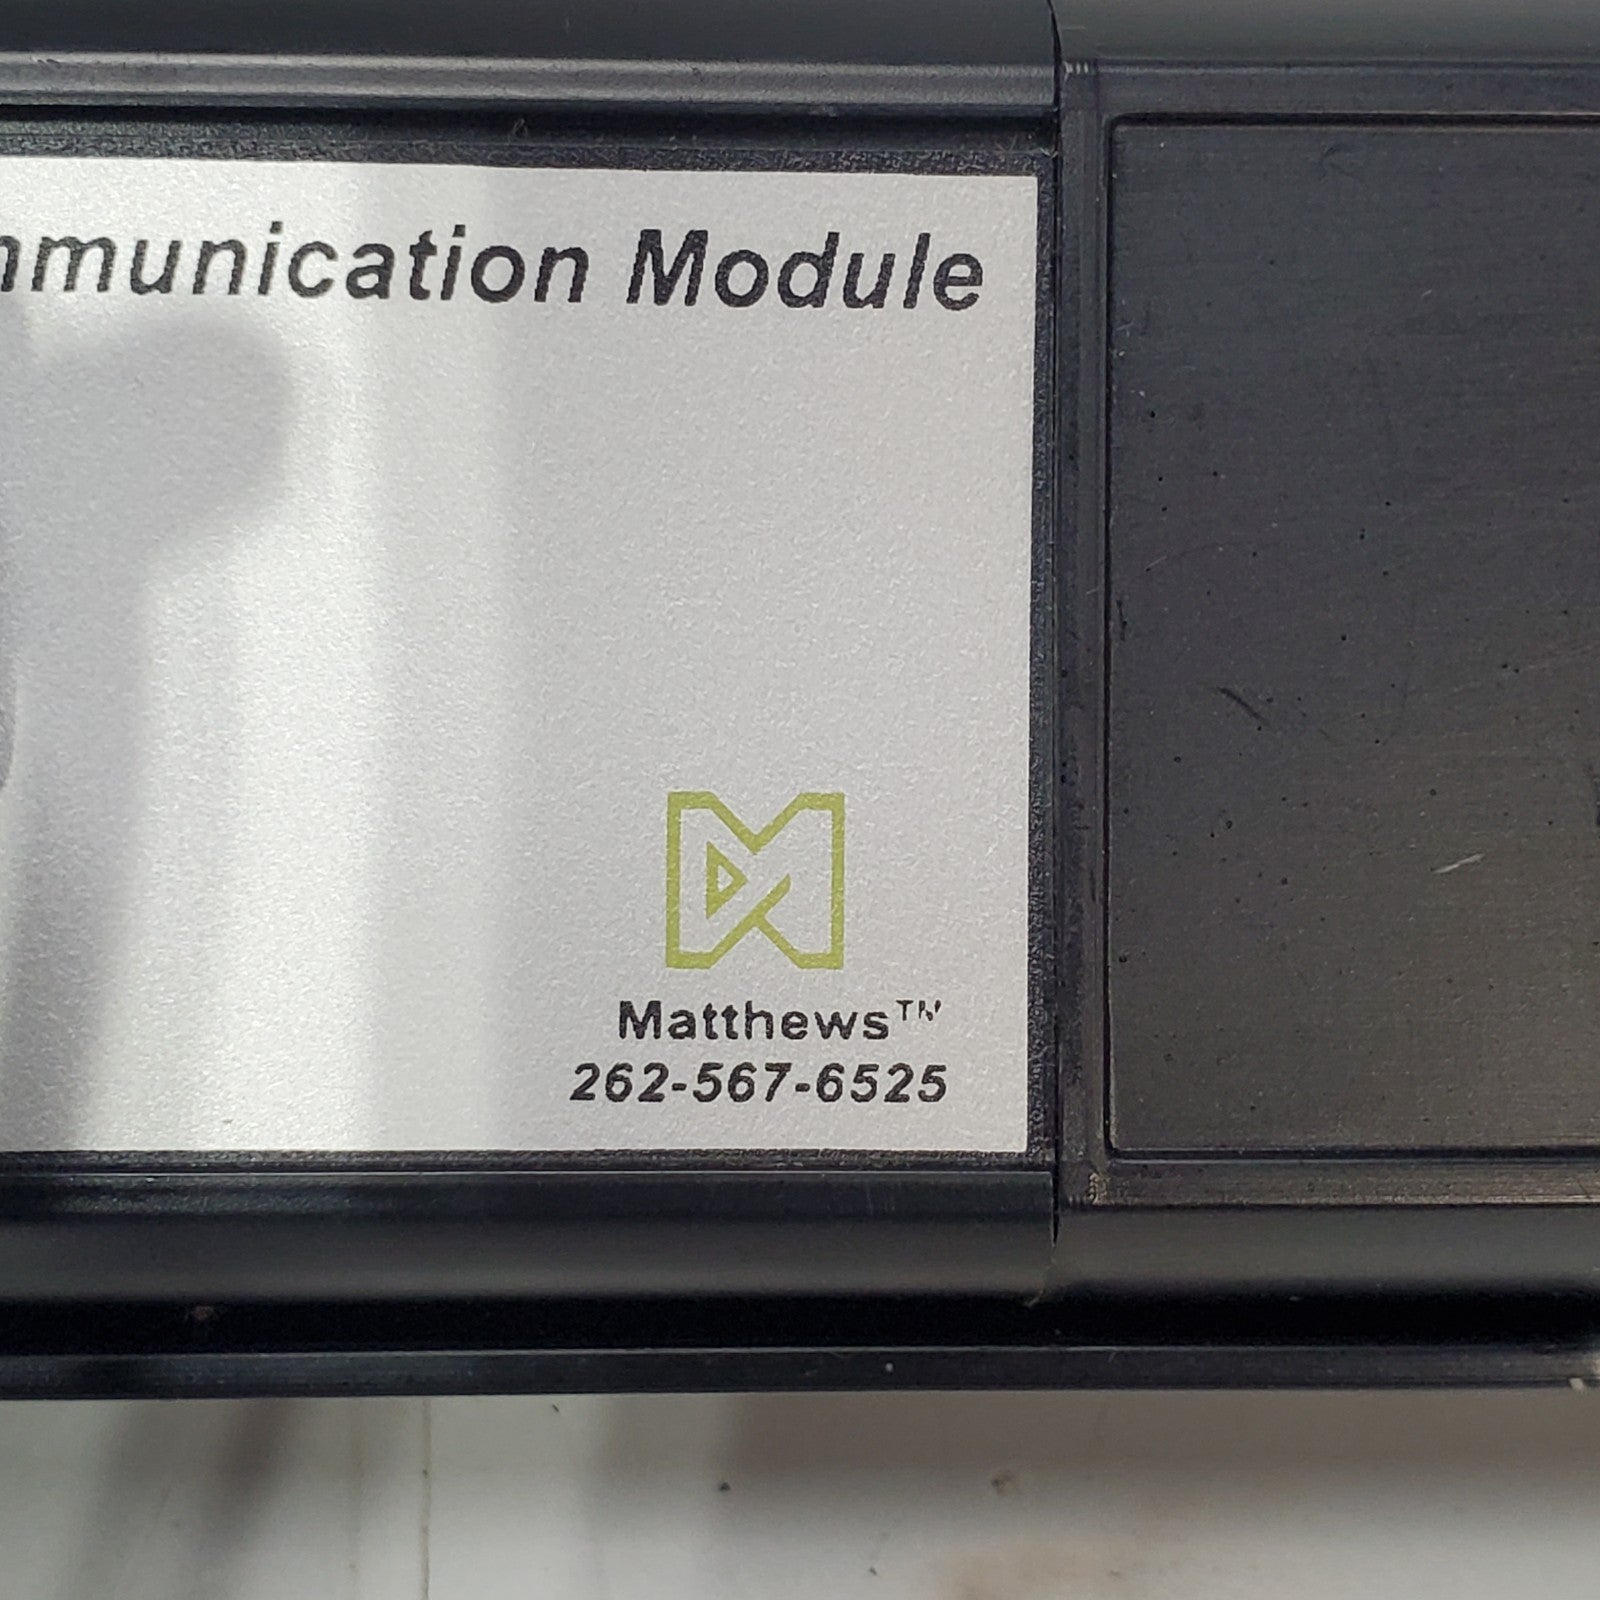 mmunication Module
Matthews™
262-567-6525